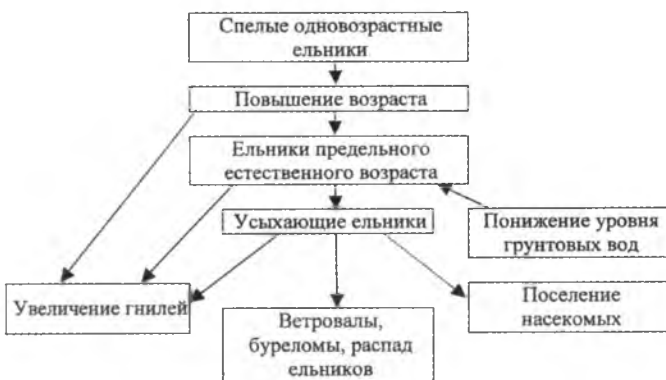 Спелые одновозрастные
ельники
Повышение возраста
Ельники предельного
естественного возраста
Усыхающие ельники
Понижение уровня
грунтовых вод
Увеличение гнилей
Поселение
насекомых
Ветровалы,
буреломы, распад
ельников